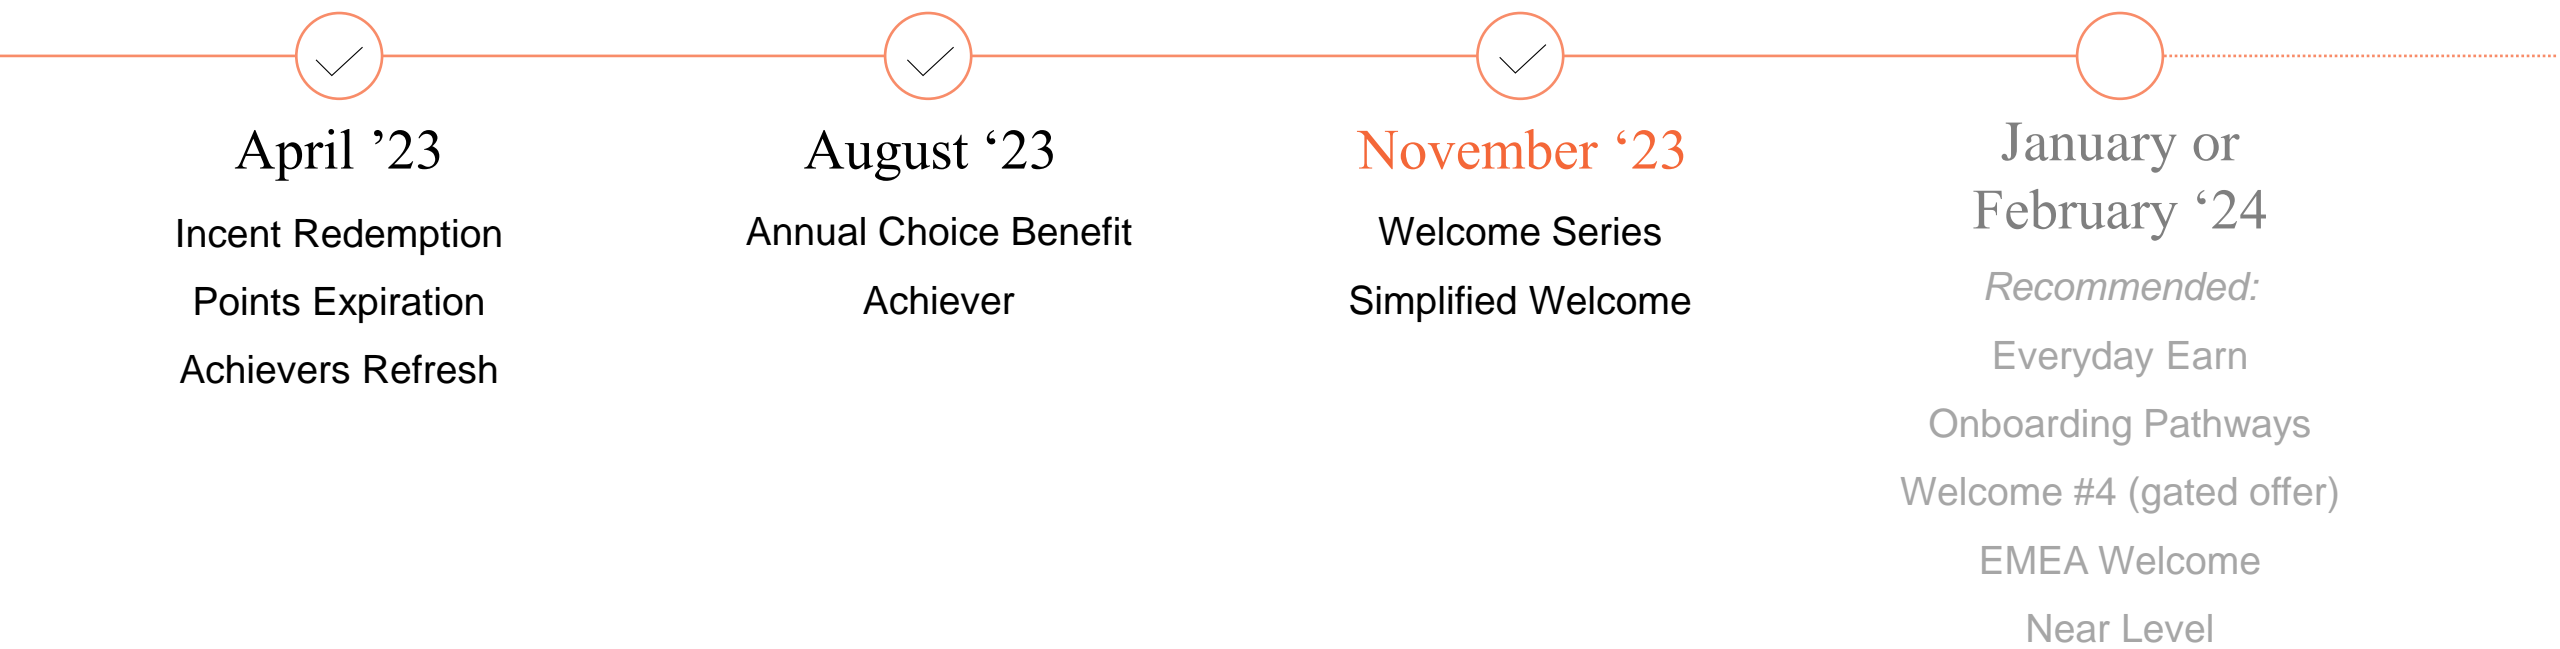 April ’23
Incent Redemption
Points Expiration
Achievers Refresh
August ‘23
Annual Choice Benefit
Achiever
November ‘23
Welcome Series
Simplified Welcome
January or
February ‘24
Recommended:
Everyday Earn
Onboarding Pathways
Welcome #4 (gated offer)
EMEA Welcome
Near Level